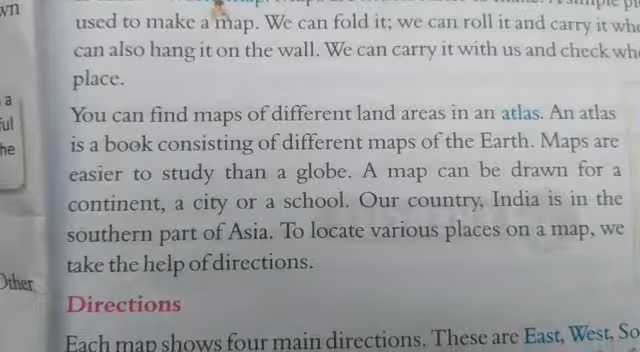 wn
used to make a map. We can fold it; we can roll it and carry it
can also hang it on the wall. We can carry it with us and check
place.
a
You can find maps of different land areas in an atlas. An atlas
is a book consisting of different maps of the Earth. Maps are
he
easier to study than a globe. A map can be drawn for a
continent, a city or a school. Our country, India is in the
southern part of Asia. To locate various places on a map, we
take the help of directions.
Other
Directions
Each map shows four main directions. These are East, West, So